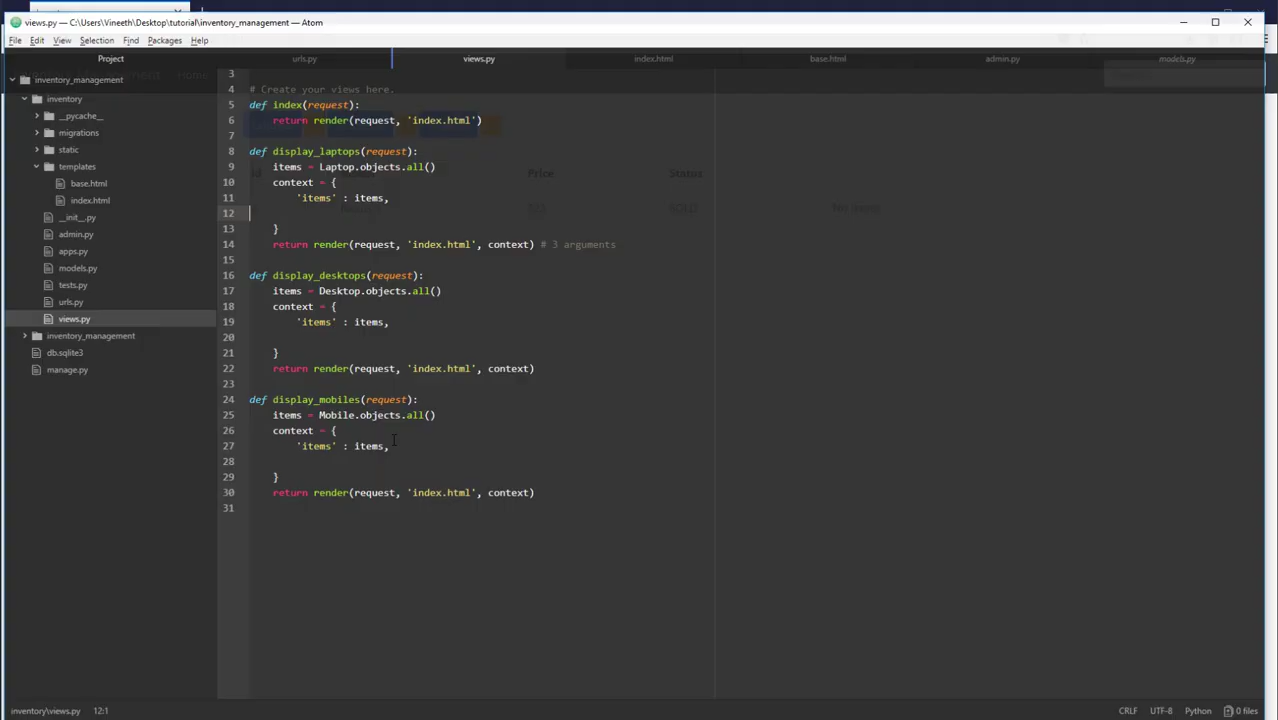 views.py — C:\Users\Vineeth\Desktop\tutorial\inventory_management — Atom
File Edit View Selection Find Packages Help
Project
urls.py
views.py
index.html
base.html
admin.py
models.py
inventory_management
inventory
__pycache__
migrations
static
templates
base.html
index.html
__init__.py
admin.py
apps.py
models.py
tests.py
urls.py
views.py
inventory_management
db.sqlite3
manage.py
3
4 # Create your views here.
5 def index(request):
6 return render(request, 'index.html')
7
8 def display_laptops(request):
9 items = Laptop.objects.all()
10 context = {
11 'items' : items,
12
13 }
14 return render(request, 'index.html', context) # 3 arguments
15
16 def display_desktops(request):
17 items = Desktop.objects.all()
18 context = {
19 'items' : items,
20
21 }
22 return render(request, 'index.html', context)
23
24 def display_mobiles(request):
25 items = Mobile.objects.all()
26 context = {
27 'items' : items,
28
29 }
30 return render(request, 'index.html', context)
31
Home
id
Price
Status
inventory\views.py 12:1
CRLF UTF-8 Python 0 files